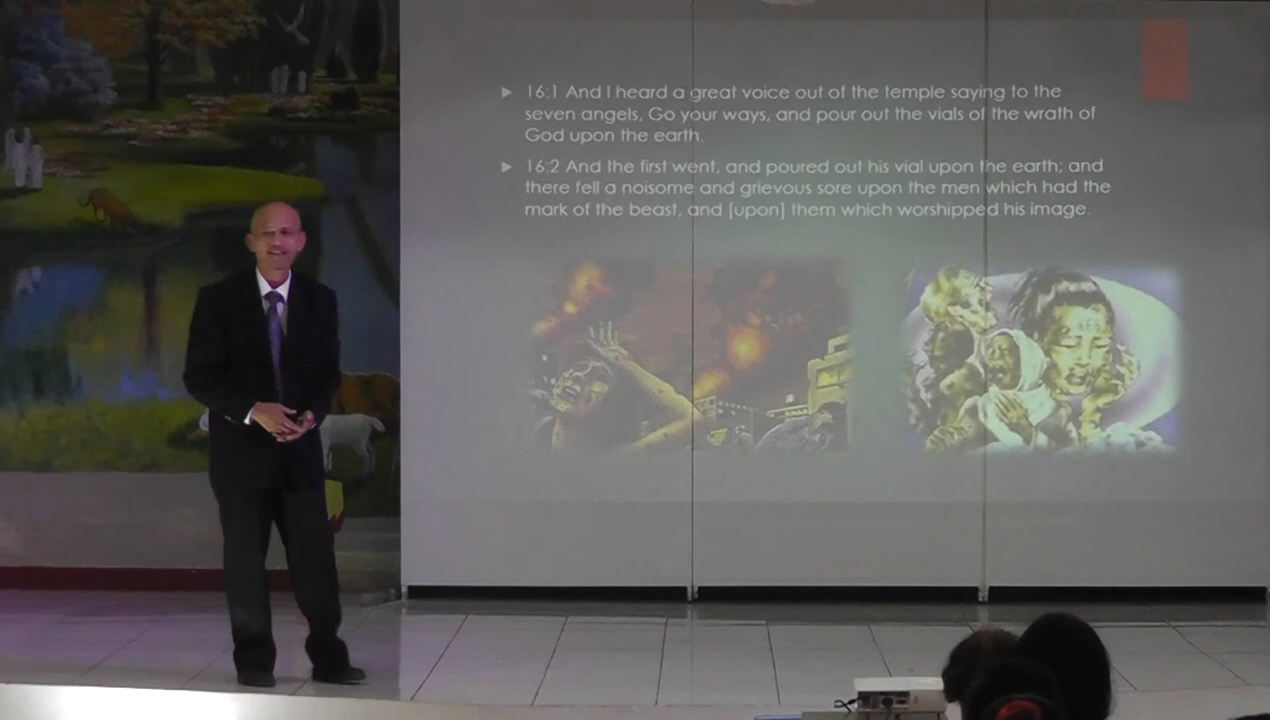 16:1 And I heard a great voice out of the temple saying to the
seven angels, Go your ways, and pour out the vials of the wrath of
God upon the earth.
16:2 And the first went, and poured out his vial upon the earth; and
there fell a noisome and grievous sore upon the men which had the
mark of the beast, and [upon] them which worshipped his image.